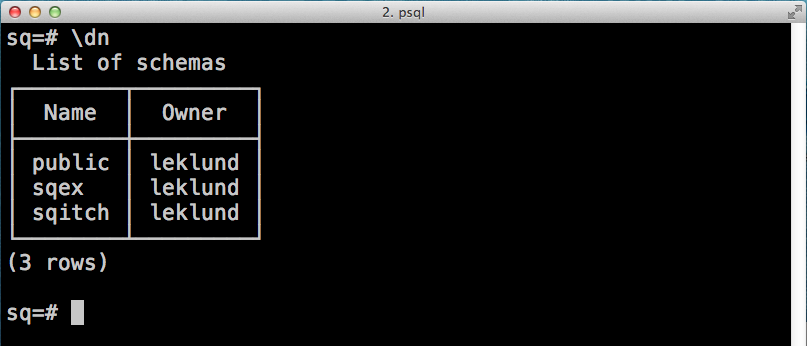 2. psql
sq=# \dn
List of schemas
Name | Owner
public | leklund
sqex | leklund
sqitch | leklund
(3 rows)
sq=#